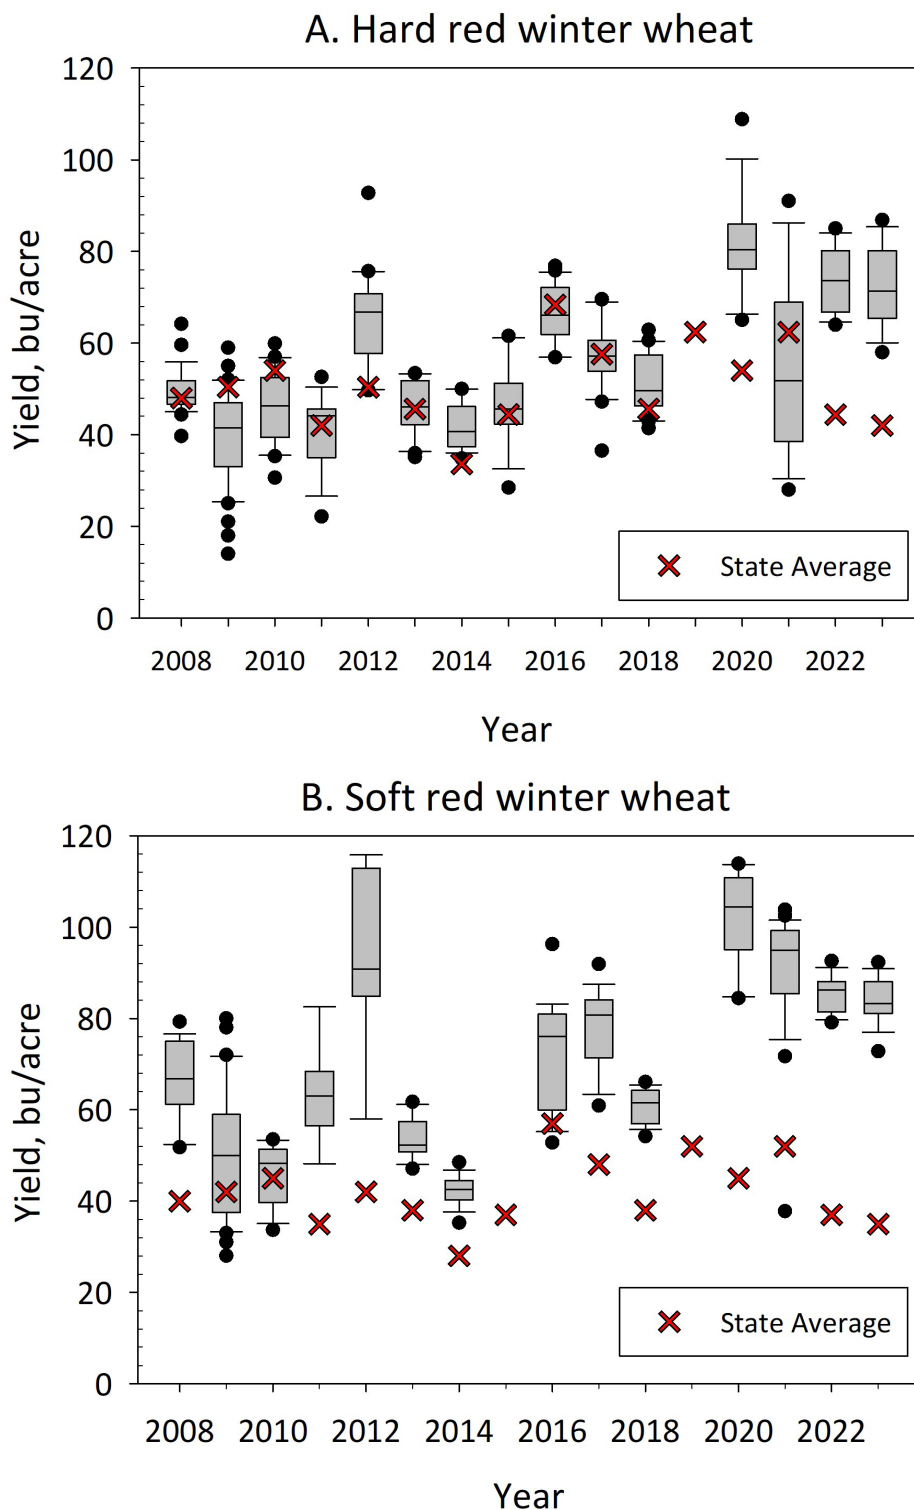 A. Hard red winter wheat
120
100
80
60
40
20
0
Yield, bu/acre
State Average
2008 2010 2012 2014 2016 2018 2020 2022
Year
B. Soft red winter wheat
120
100
80
60
40
20
0
Yield, bu/acre
State Average
2008 2010 2012 2014 2016 2018 2020 2022
Year